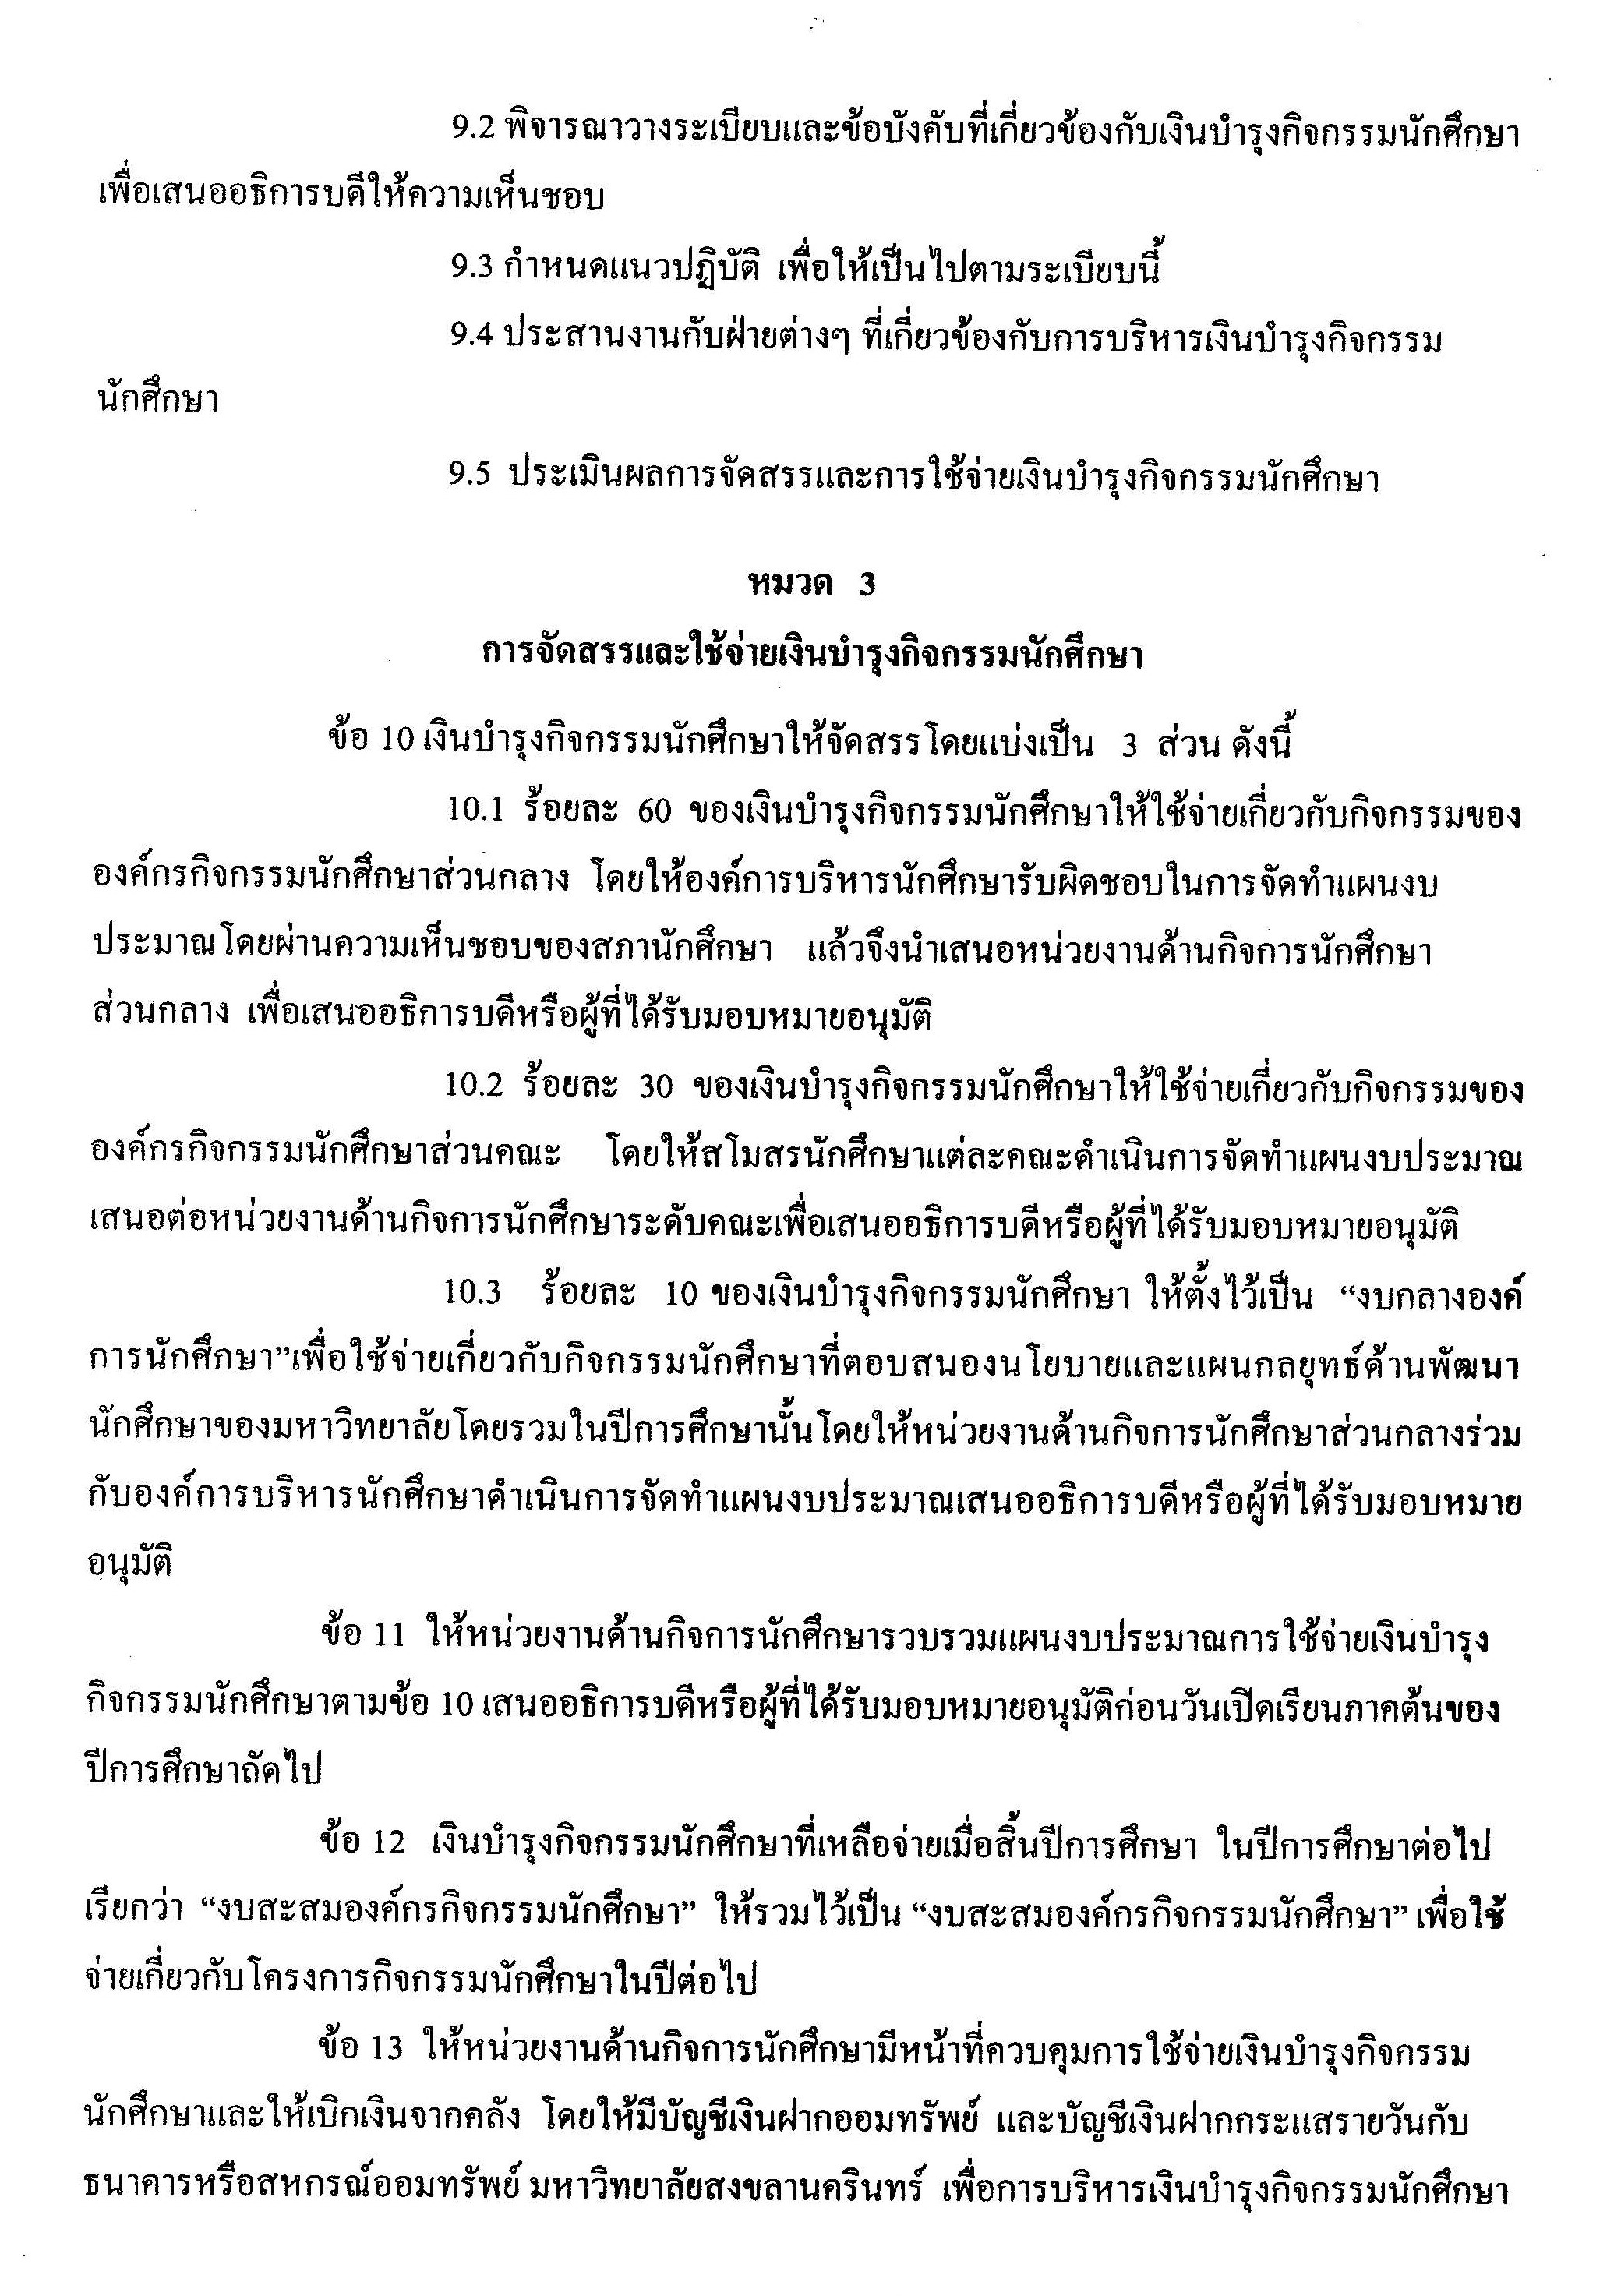 9.2 พิจารณาวางระเบียบและข้อบังคับที่เกี่ยวข้องกับเงินบำรุงกิจกรรมนักศึกษา
เพื่อเสนออธิการบดีให้ความเห็นชอบ
9.3 กำหนดแนวปฏิบัติ เพื่อให้เป็นไปตามระเบียบนี้
9.4 ประสานงานกับฝ่ายต่างๆ ที่เกี่ยวข้องกับการบริหารเงินบำรุงกิจกรรม
นักศึกษา
9.5 ประเมินผลการจัดสรรและการใช้จ่ายเงินบำรุงกิจกรรมนักศึกษา
หมวด 3
การจัดสรรและใช้จ่ายเงินบำรุงกิจกรรมนักศึกษา
ข้อ 10 เงินบำรุงกิจกรรมนักศึกษาให้จัดสรรโดยแบ่งเป็น 3 ส่วน ดังนี้
10.1 ร้อยละ 60 ของเงินบำรุงกิจกรรมนักศึกษาให้ใช้จ่ายเกี่ยวกับกิจกรรมของ
องค์กรกิจกรรมนักศึกษาส่วนกลาง โดยให้องค์การบริหารนักศึกษารับผิดชอบในการจัดทำแผนงบ
ประมาณโดยผ่านความเห็นชอบของสภานักศึกษา แล้วจึงนำเสนอหน่วยงานด้านกิจการนักศึกษา
ส่วนกลาง เพื่อเสนออธิการบดีหรือผู้ที่ได้รับมอบหมายอนุมัติ
10.2 ร้อยละ 30 ของเงินบำรุงกิจกรรมนักศึกษาให้ใช้จ่ายเกี่ยวกับกิจกรรมของ
องค์กรกิจกรรมนักศึกษาส่วนคณะ โดยให้สโมสรนักศึกษาแต่ละคณะดำเนินการจัดทำแผนงบประมาณ
เสนอต่อหน่วยงานด้านกิจการนักศึกษาระดับคณะเพื่อเสนออธิการบดีหรือผู้ที่ได้รับมอบหมายอนุมัติ
10.3 ร้อยละ 10 ของเงินบำรุงกิจกรรมนักศึกษา ให้ตั้งไว้เป็น “งบกลางองค์
การนักศึกษา”เพื่อใช้จ่ายเกี่ยวกับกิจกรรมนักศึกษาที่ตอบสนองนโยบายและแผนกลยุทธ์ด้านพัฒนา
นักศึกษาของมหาวิทยาลัยโดยรวมในปีการศึกษานั้นโดยให้หน่วยงานด้านกิจการนักศึกษาส่วนกลางร่วม
กับองค์การบริหารนักศึกษาดำเนินการจัดทำแผนงบประมาณเสนออธิการบดีหรือผู้ที่ได้รับมอบหมาย
อนุมัติ
ข้อ 11 ให้หน่วยงานด้านกิจการนักศึกษารวบรวมแผนงบประมาณการใช้จ่ายเงินบำรุง
กิจกรรมนักศึกษาตามข้อ 10 เสนออธิการบดีหรือผู้ที่ได้รับมอบหมายอนุมัติก่อนวันเปิดเรียนภาคต้นของ
ปีการศึกษาถัดไป
ข้อ 12 เงินบำรุงกิจกรรมนักศึกษาที่เหลือจ่ายเมื่อสิ้นปีการศึกษา ในปีการศึกษาต่อไป
เรียกว่า “งบสะสมองค์กรกิจกรรมนักศึกษา” ให้รวมไว้เป็น “งบสะสมองค์กรกิจกรรมนักศึกษา” เพื่อใช้
จ่ายเกี่ยวกับโครงการกิจกรรมนักศึกษาในปีต่อไป
ข้อ 13 ให้หน่วยงานด้านกิจการนักศึกษามีหน้าที่ควบคุมการใช้จ่ายเงินบำรุงกิจกรรม
นักศึกษาและให้เบิกเงินจากคลัง โดยให้มีบัญชีเงินฝากออมทรัพย์ และบัญชีเงินฝากกระแสรายวันกับ
ธนาคารหรือสหกรณ์ออมทรัพย์ มหาวิทยาลัยสงขลานครินทร์ เพื่อการบริหารเงินบำรุงกิจกรรมนักศึกษา